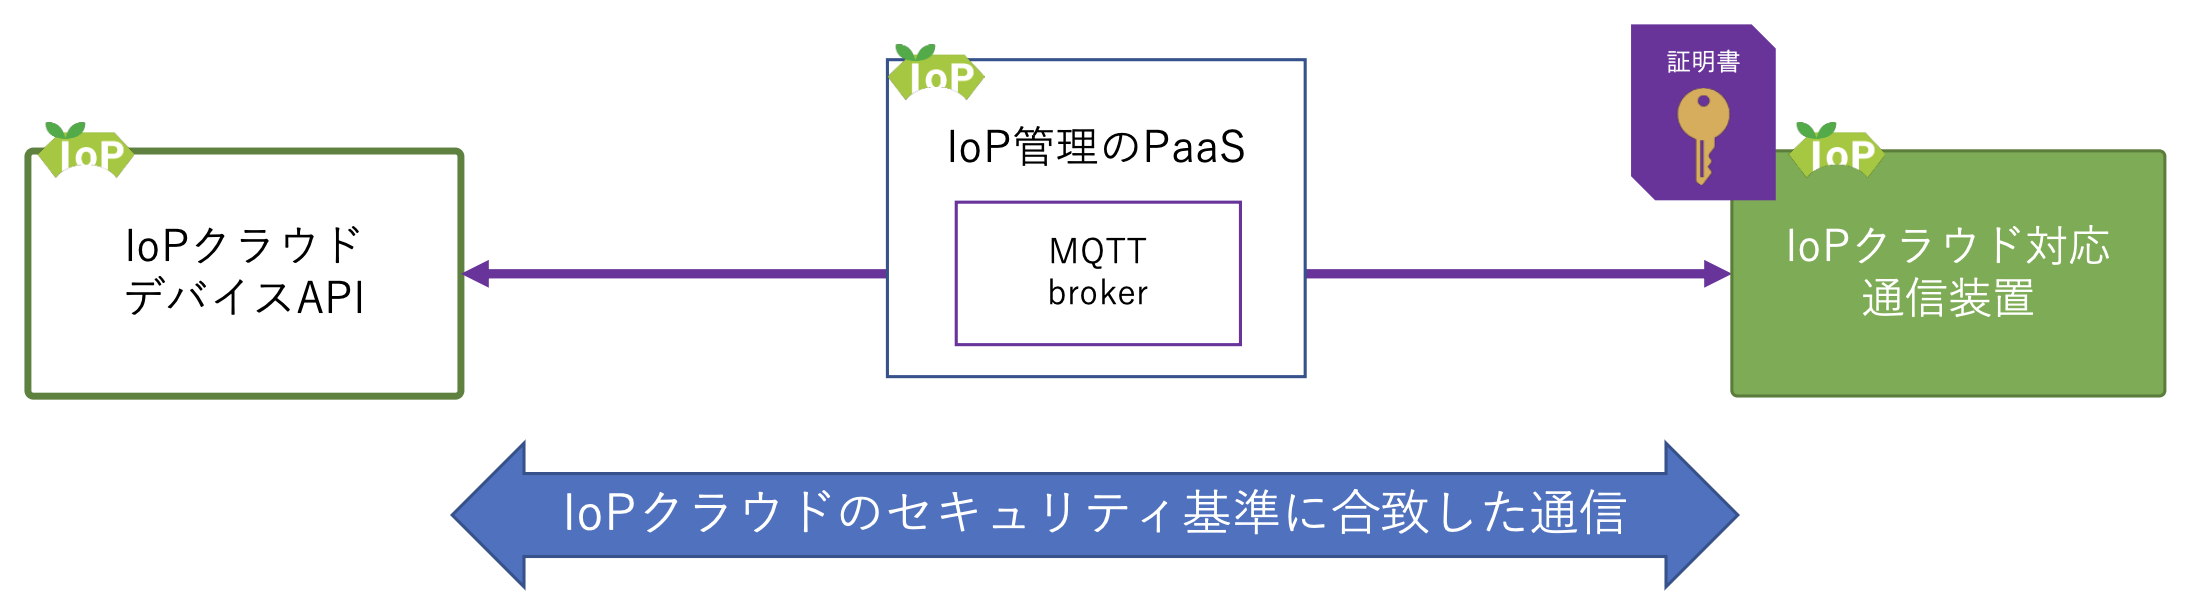 IoP
IoPクラウド
デバイスAPI
IoP
IoP管理のPaaS
MQTT
broker
証明書
IoP
IoPクラウド対応
通信装置
IoPクラウドのセキュリティ基準に合致した通信